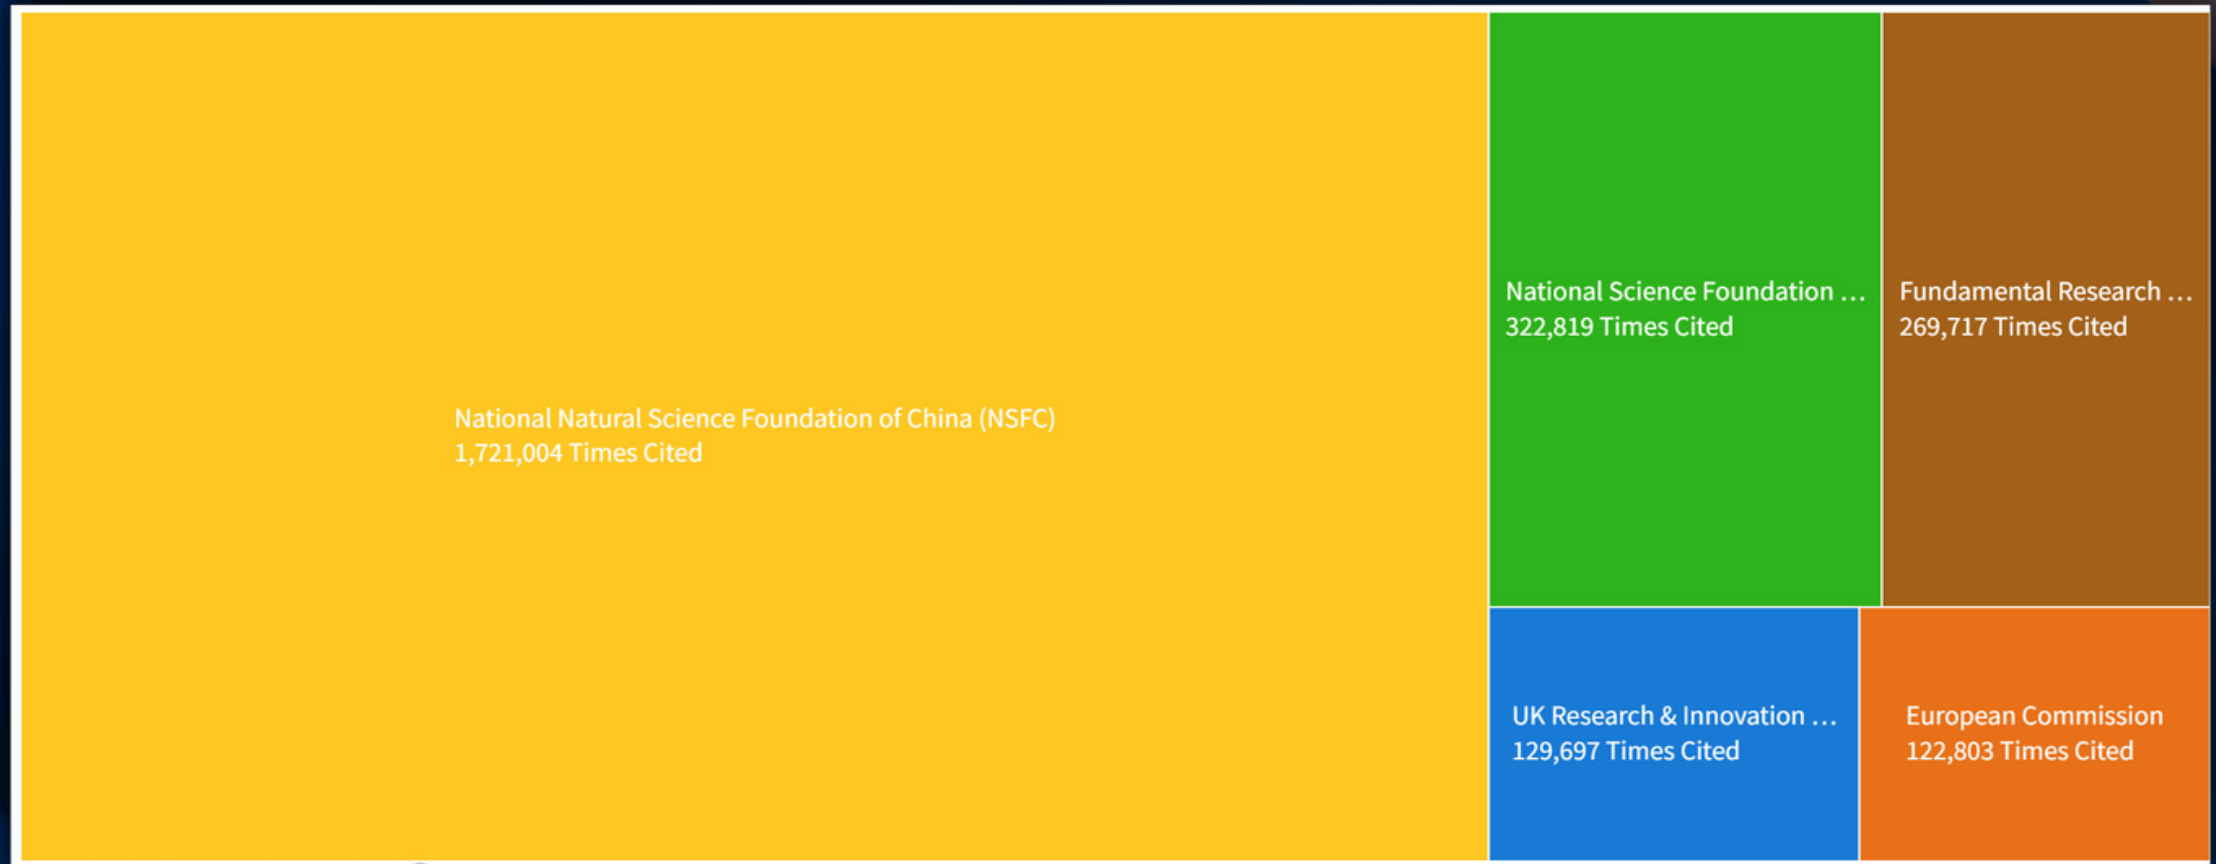 National Natural Science Foundation of China (NSFC)
1,721,004 Times Cited
National Science Foundation ...
322,819 Times Cited
Fundamental Research ...
269,717 Times Cited
UK Research & Innovation ...
129,697 Times Cited
European Commission
122,803 Times Cited